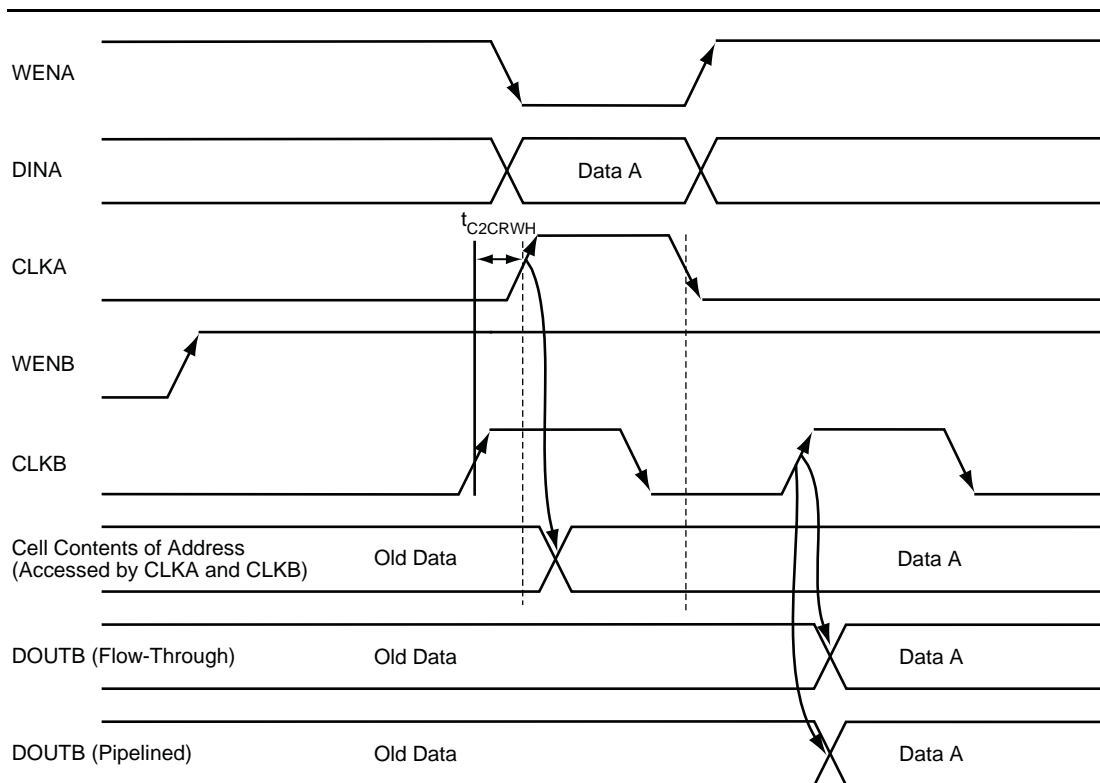 WENA
DINA
Data A
tC2CRWH
CLKA
WENB
CLKB
Cell Contents of Address
(Accessed by CLKA and CLKB)
Old Data
Data A
DOUTB (Flow-Through)
Old Data
Data A
DOUTB (Pipelined)
Old Data
Data A